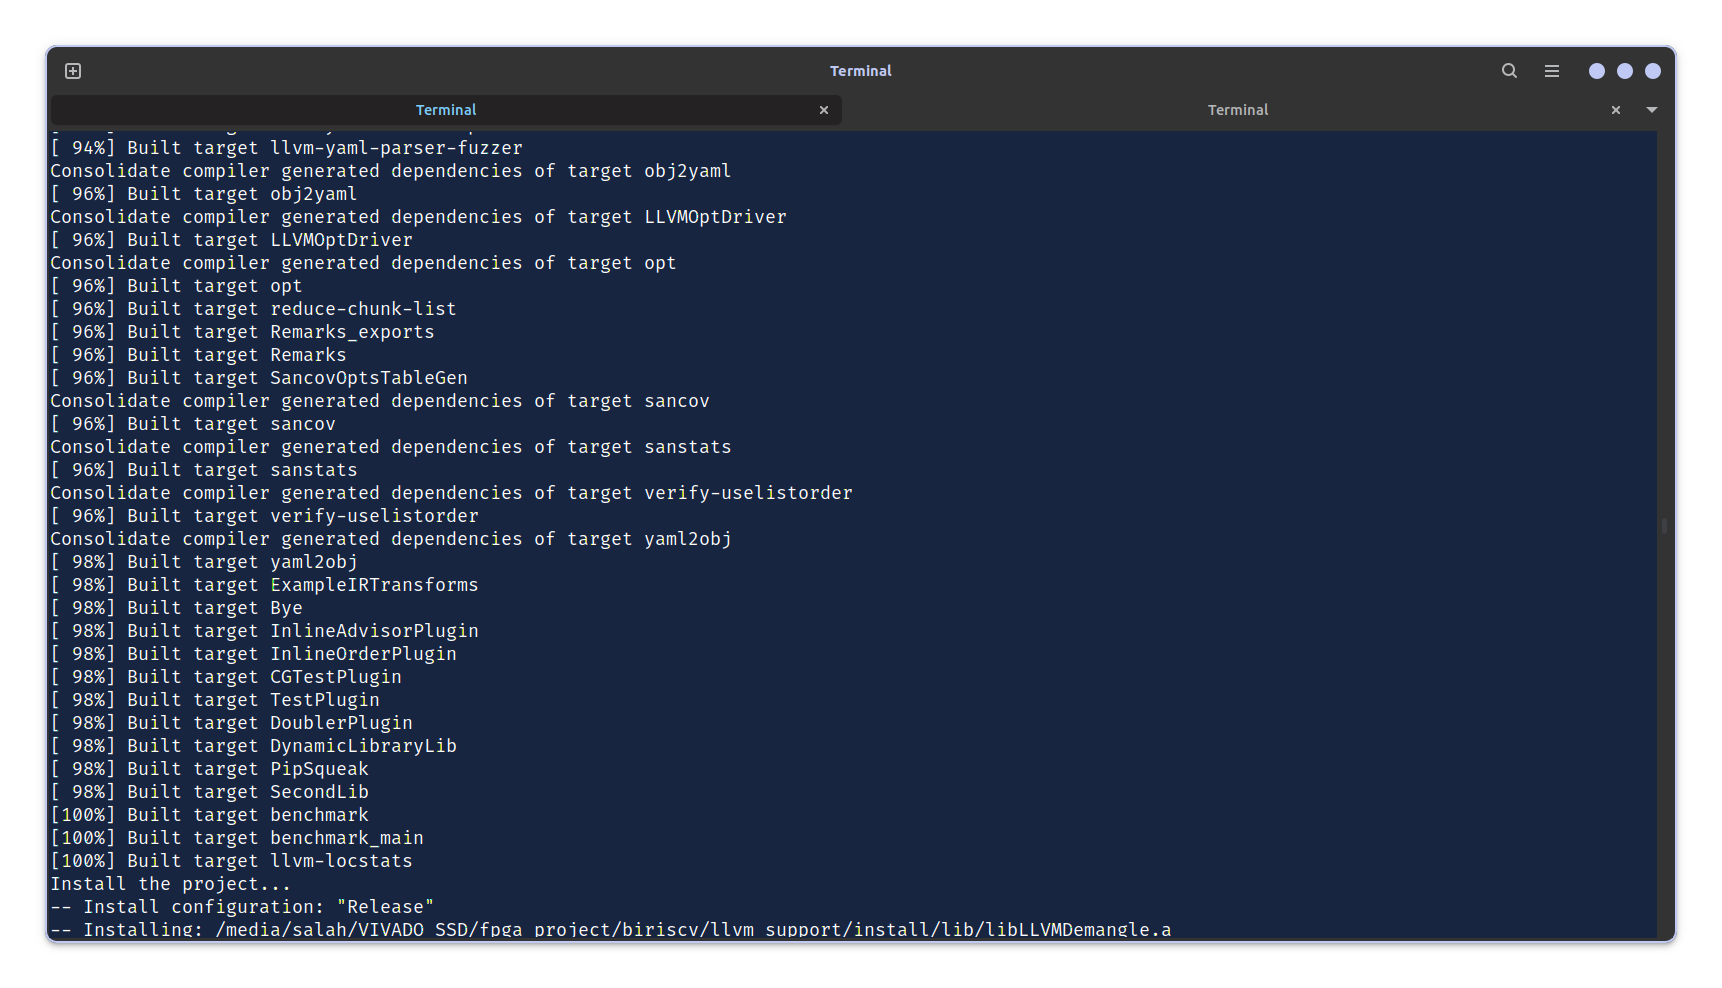 Terminal
Terminal
Terminal
[ 94%] Built target llvm-yaml-parser-fuzzer
Consolidate compiler generated dependencies of target obj2yaml
[ 96%] Built target obj2yaml
Consolidate compiler generated dependencies of target LLVMOptDriver
[ 96%] Built target LLVMOptDriver
Consolidate compiler generated dependencies of target opt
[ 96%] Built target opt
[ 96%] Built target reduce-chunk-list
[ 96%] Built target Remarks_exports
[ 96%] Built target Remarks
[ 96%] Built target SancovOptsTableGen
Consolidate compiler generated dependencies of target sancov
[ 96%] Built target sancov
Consolidate compiler generated dependencies of target sanstats
[ 96%] Built target sanstats
Consolidate compiler generated dependencies of target verify-uselistorder
[ 96%] Built target verify-uselistorder
Consolidate compiler generated dependencies of target yaml2obj
[ 98%] Built target yaml2obj
[ 98%] Built target ExampleIRTransforms
[ 98%] Built target Bye
[ 98%] Built target InlineAdvisorPlugin
[ 98%] Built target InlineOrderPlugin
[ 98%] Built target CGTestPlugin
[ 98%] Built target TestPlugin
[ 98%] Built target DoublerPlugin
[ 98%] Built target DynamicLibraryLib
[ 98%] Built target PipSqueak
[ 98%] Built target SecondLib
[100%] Built target benchmark
[100%] Built target benchmark_main
[100%] Built target llvm-locstats
Install the project...
-- Install configuration: "Release"
-- Installing: /media/salah/VIVADO_SSD/fpga_project/biriscv/llvm_support/install/lib/libLLVMDemangle.a